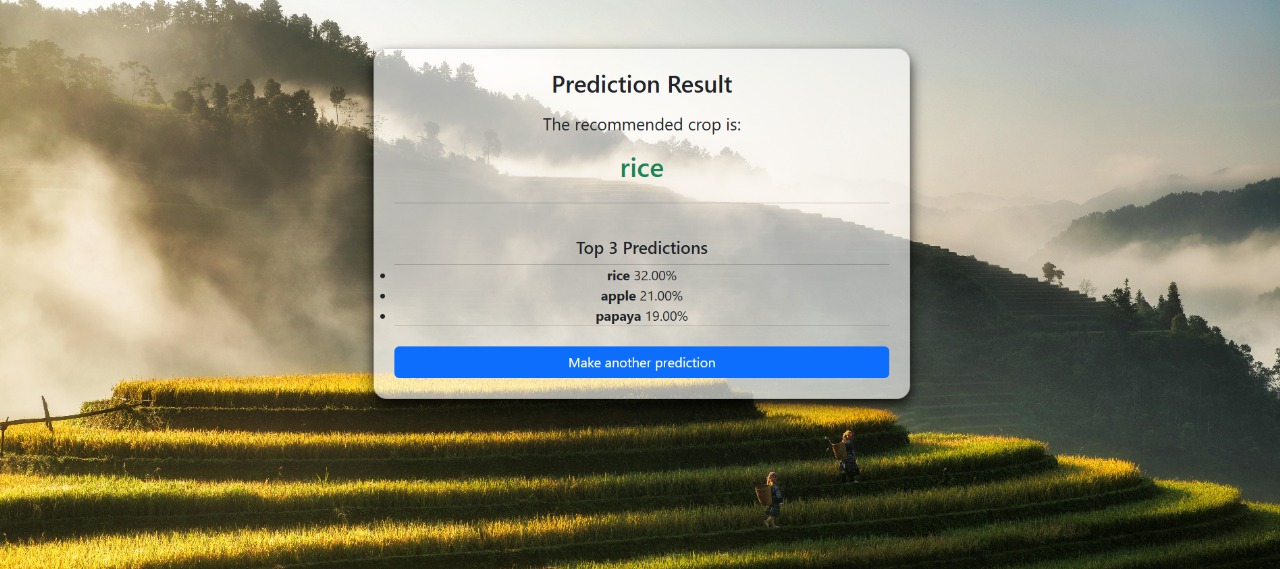 Prediction Result
The recommended crop is:
rice
Top 3 Predictions
• rice 32.00%
• apple 21.00%
• papaya 19.00%
Make another prediction